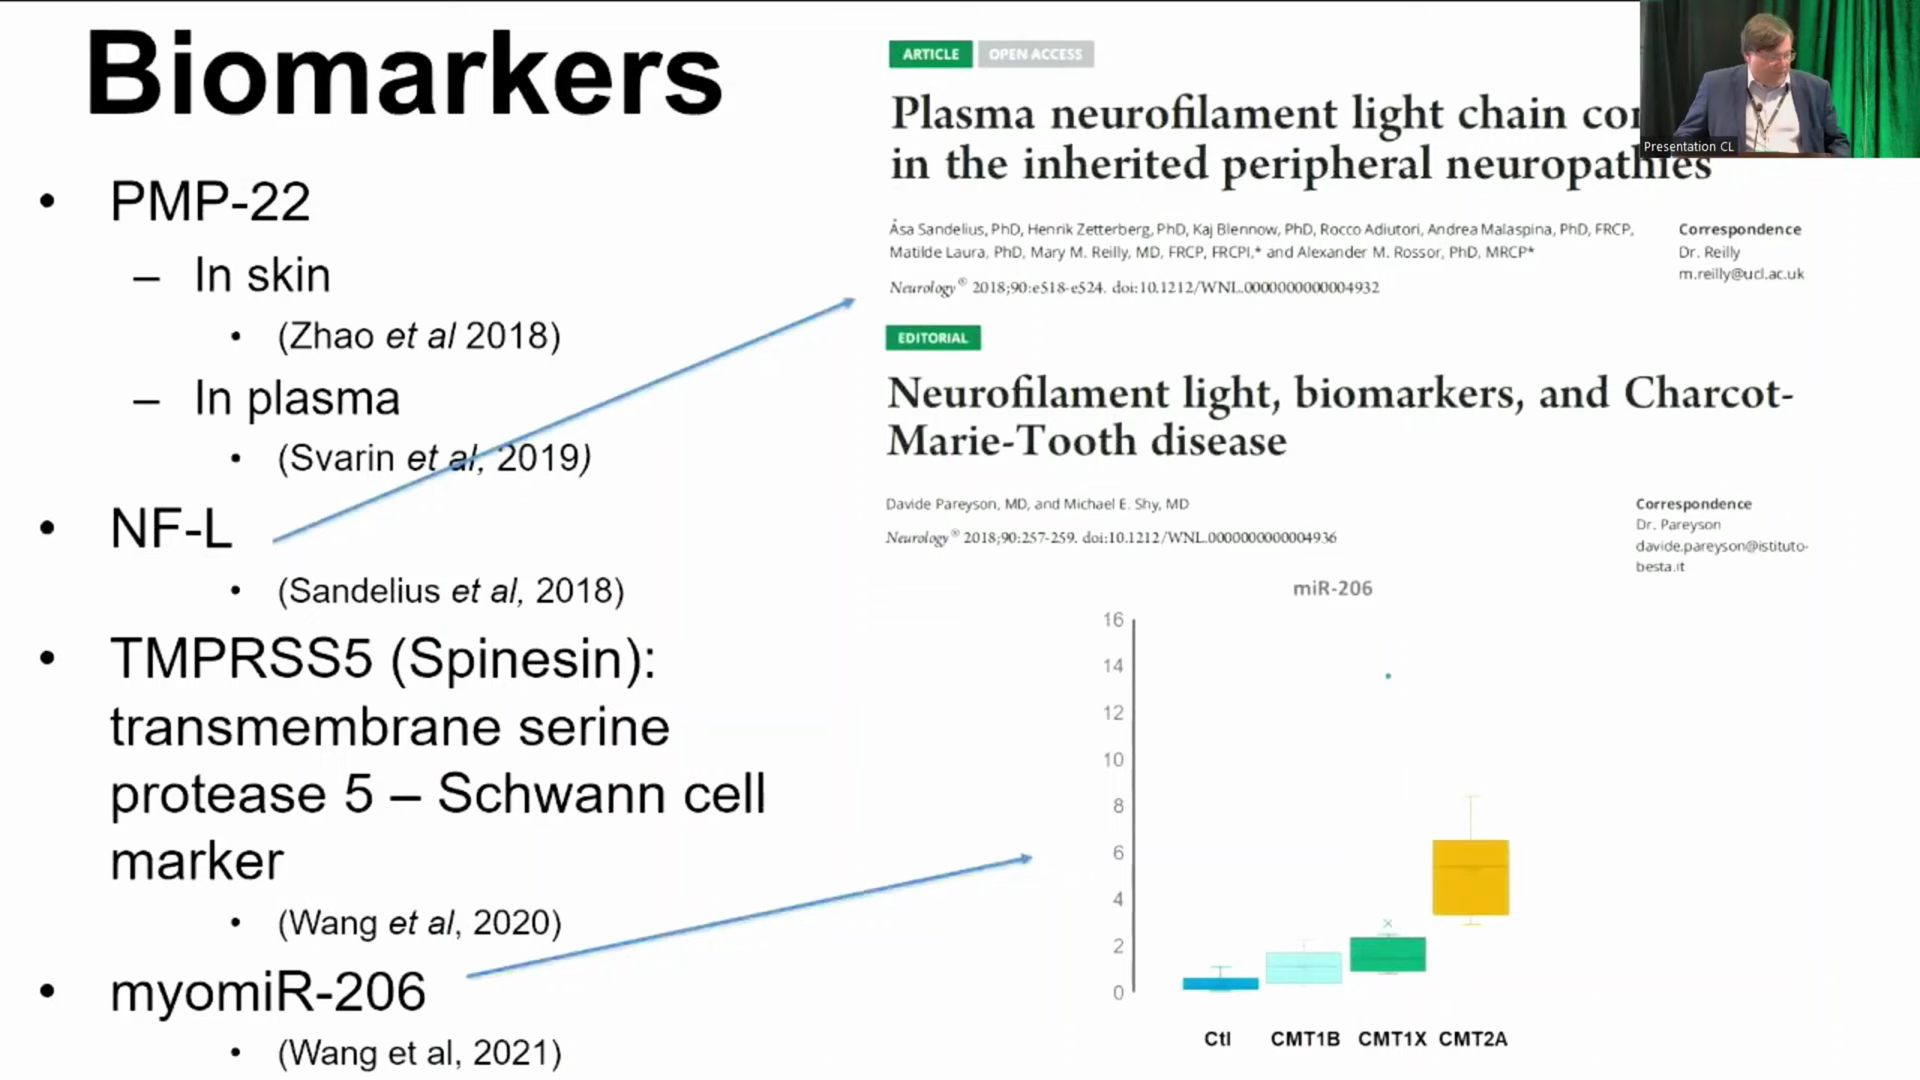 Biomarkers
• PMP-22
– In skin
• (Zhao et al 2018)
– In plasma
• (Svarin et al, 2019)
• NF-L
• (Sandelius et al, 2018)
• TMPRSS5 (Spinesin):
transmembrane serine
protease 5 – Schwann cell
marker
• (Wang et al, 2020)
• myomiR-206
• (Wang et al, 2021)
ARTICLE OPEN ACCESS
Plasma neurofilament light chain
in the inherited peripheral neuropathies
Åsa Sandelius, PhD, Henrik Zetterberg, PhD, Kaj Blennow, PhD, Rocco Adiutori, Andrea Malaspina, PhD, FRCP,
Matilde Laura, PhD, Mary M. Reilly, MD, FRCP, FRCPI,* and Alexander M. Rossor, PhD, MRCP*
Neurology® 2018;90:e518-e524. doi:10.1212/WNL.0000000000004932
Correspondence
Dr. Reilly
m.reilly@ucl.ac.uk
EDITORIAL
Neurofilament light, biomarkers, and Charcot-
Marie-Tooth disease
Davide Pareyson, MD, and Michael E. Shy, MD
Neurology® 2018;90:257-259. doi:10.1212/WNL.0000000000004936
Correspondence
Dr. Pareyson
davide.pareyson@istituto-
besta.it
miR-206
16
14
12
10
8
6
4
2
0
Ctl CMT1B CMT1X CMT2A
Presentation CL